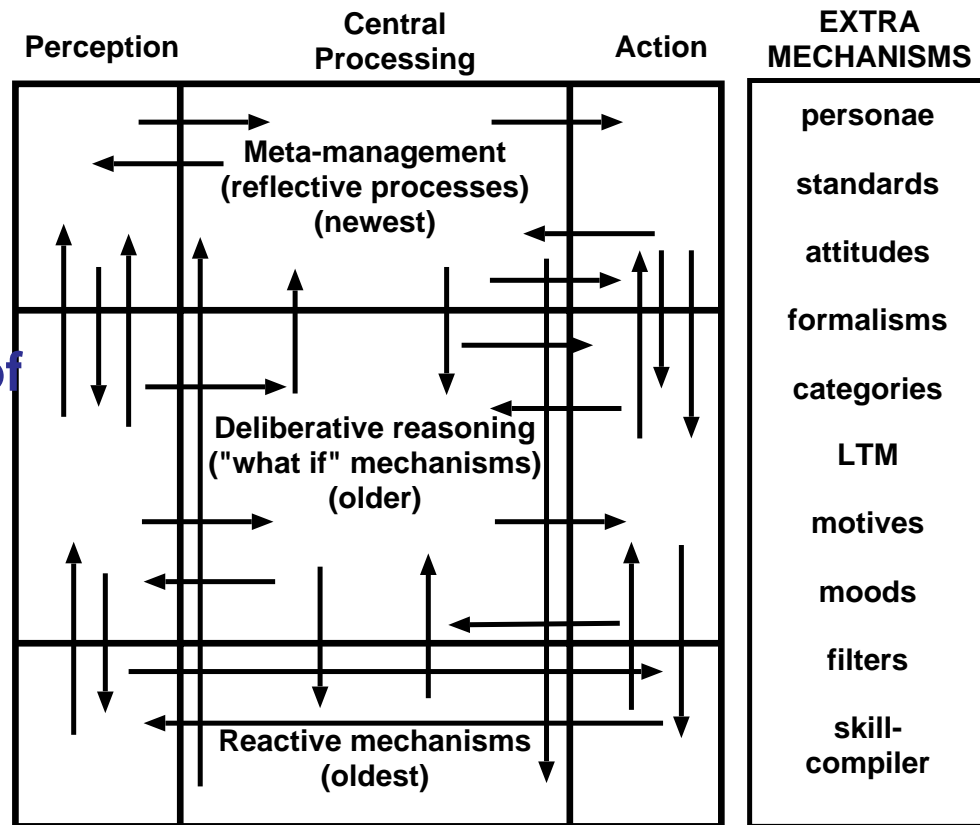 Perception
Central
Processing
Action
EXTRA
MECHANISMS
Meta-management
(reflective processes)
(newest)
of
Deliberative reasoning
("what if" mechanisms)
(older)
Reactive mechanisms
(oldest)
personae
standards
attitudes
formalisms
categories
LTM
motives
moods
filters
skill-
compiler